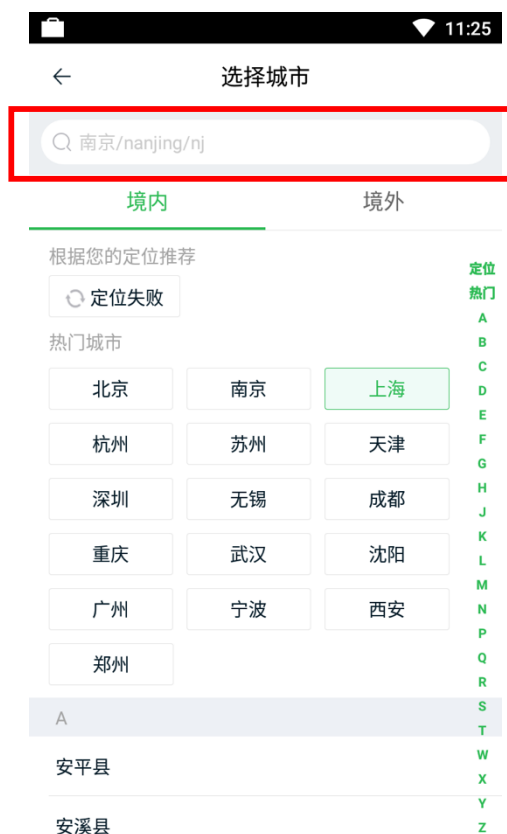 11:25
选择城市
南京/nanjing/nj
境内 境外
根据您的定位推荐
定位失败
热门城市
北京 南京 上海
杭州 苏州 天津
深圳 无锡 成都
重庆 武汉 沈阳
广州 宁波 西安
郑州
A
安平县
安溪县
定位
热门
A
B
C
D
E
F
G
H
J
K
L
M
N
P
Q
R
S
T
W
X
Y
Z